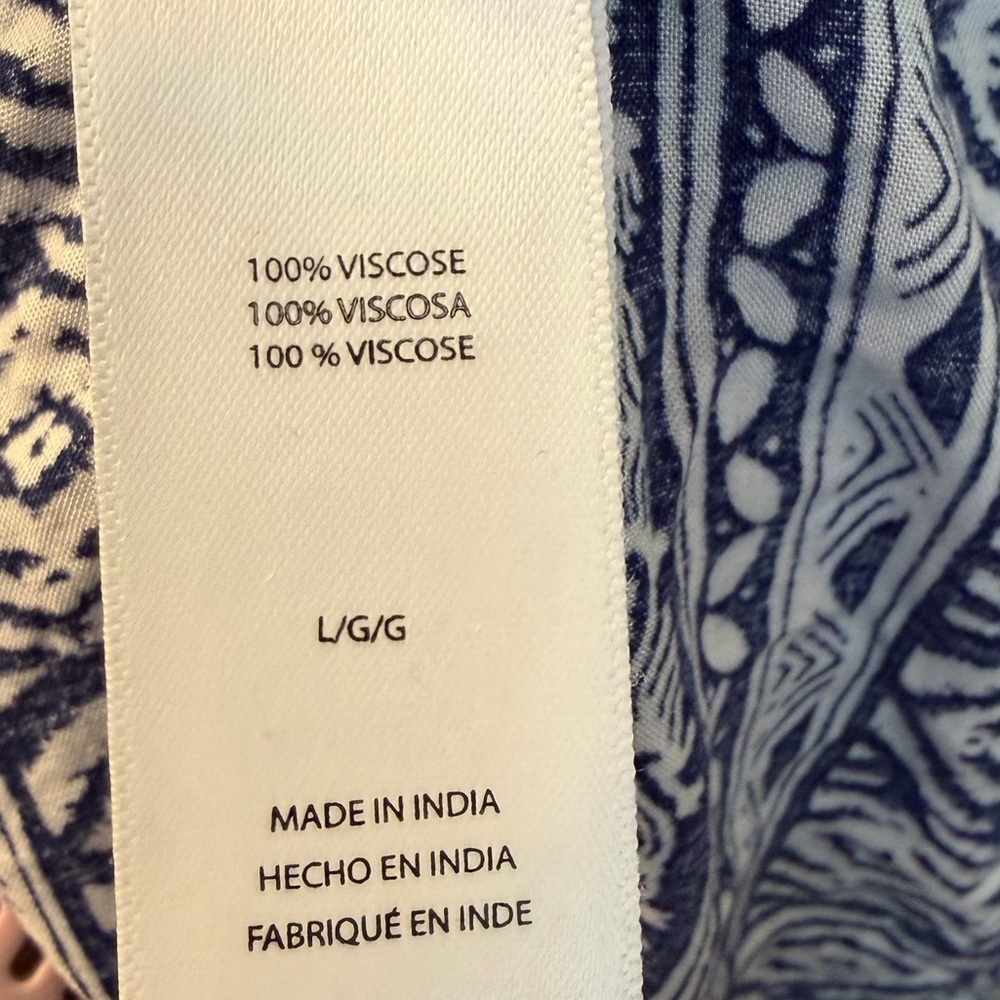 100% VISCOSE
100% VISCOSA
100 % VISCOSE
L/G/G
MADE IN INDIA
HECHO EN INDIA
FABRIQUÉ EN INDE